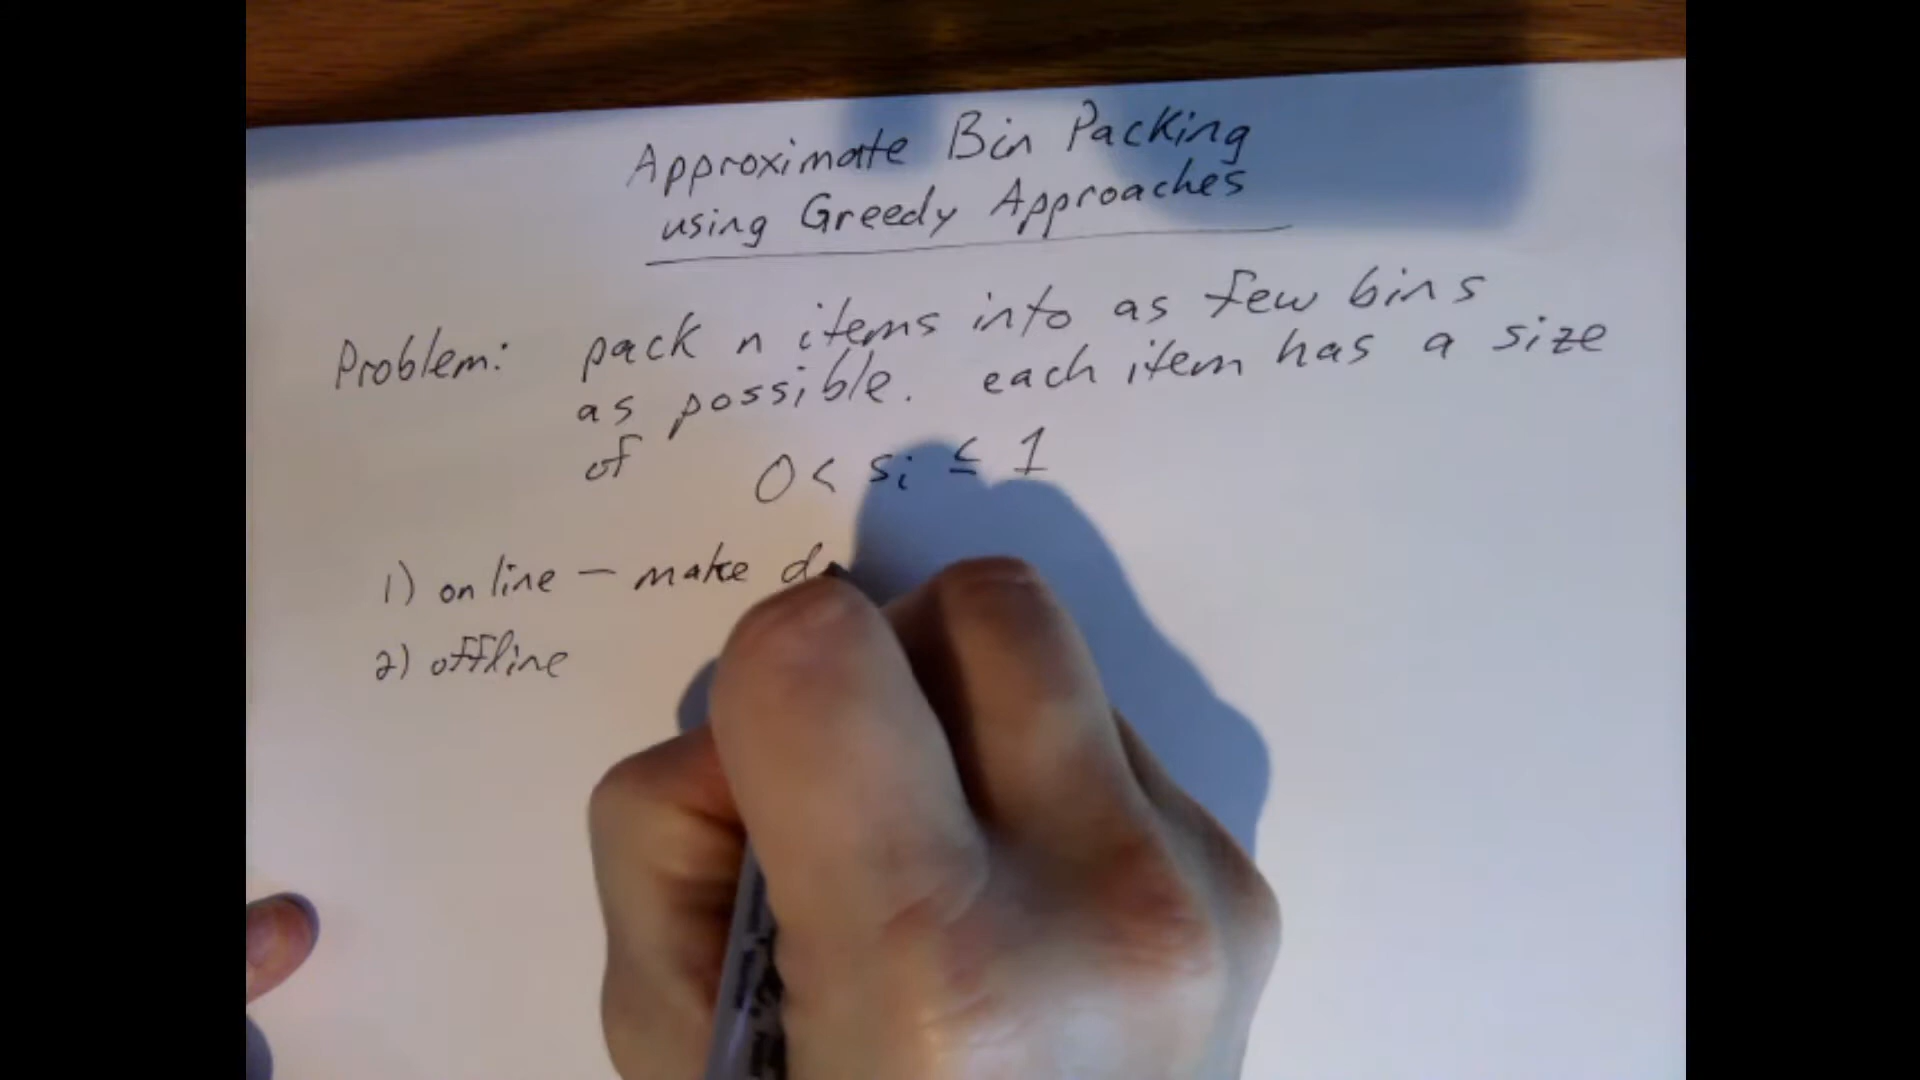 Approximate Bin Packing
using Greedy Approaches
Problem: pack n items into as few bins
as possible. each item has a size
of 0 < si ≤ 1
1) online — make d
2) offline